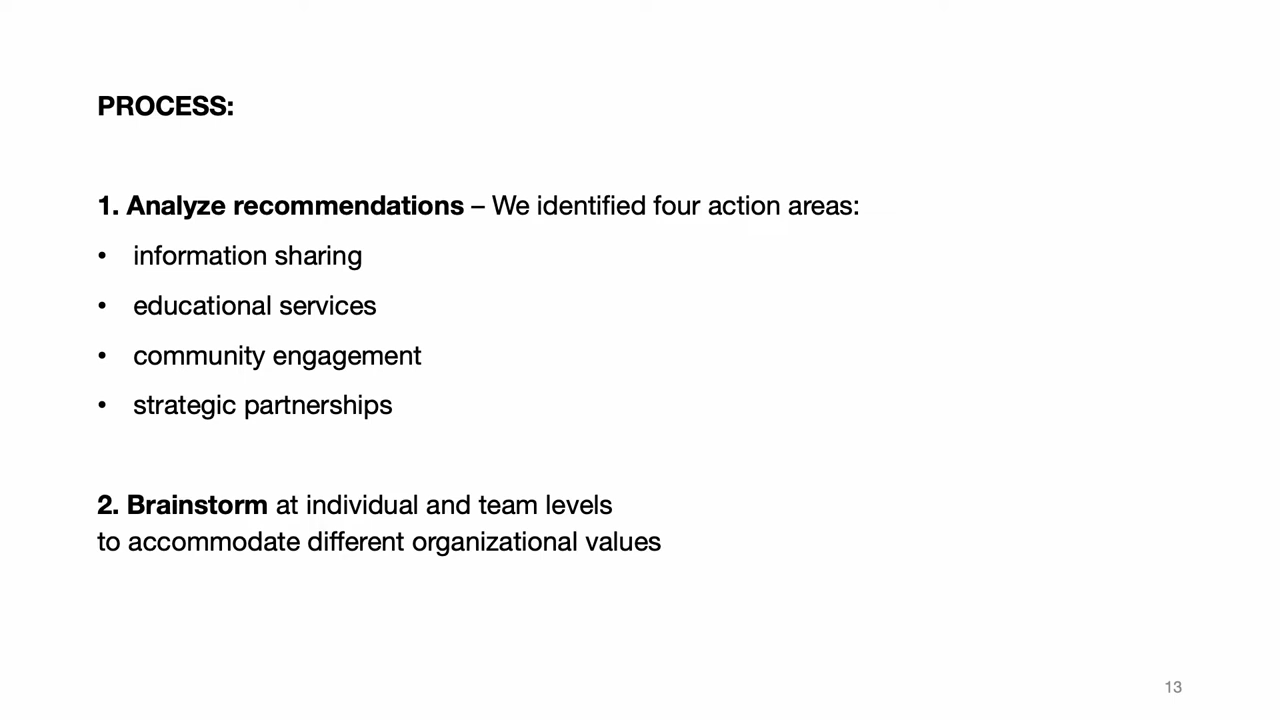 PROCESS:
1. Analyze recommendations – We identified four action areas:
• information sharing
• educational services
• community engagement
• strategic partnerships
2. Brainstorm at individual and team levels
to accommodate different organizational values
13